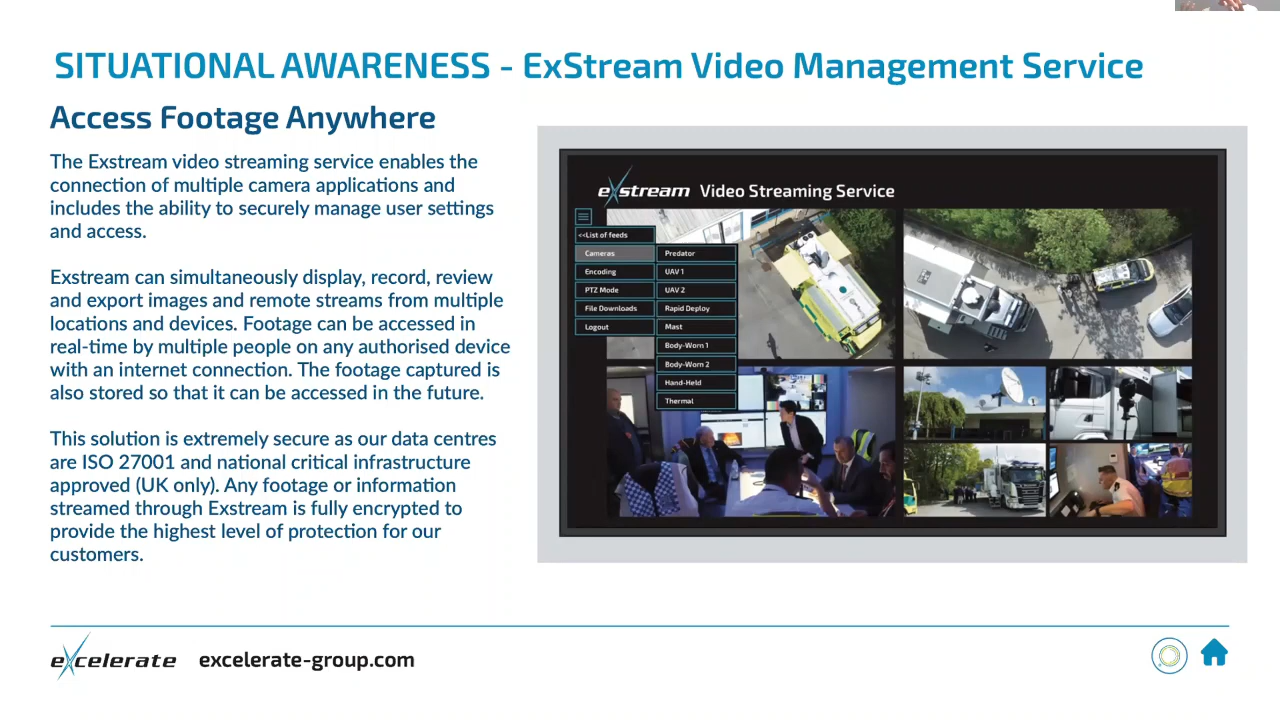 SITUATIONAL AWARENESS - ExStream Video Management Service
Access Footage Anywhere
The Exstream video streaming service enables the
connection of multiple camera applications and
includes the ability to securely manage user settings
and access.
Exstream can simultaneously display, record, review
and export images and remote streams from multiple
locations and devices. Footage can be accessed in
real-time by multiple people on any authorised device
with an internet connection. The footage captured is
also stored so that it can be accessed in the future.
This solution is extremely secure as our data centres
are ISO 27001 and national critical infrastructure
approved (UK only). Any footage or information
streamed through Exstream is fully encrypted to
provide the highest level of protection for our
customers.
exstream Video Streaming Service
<<List of feeds
Cameras
Encoding
PTZ Mode
File Downloads
Logout
Predator
UAV 1
UAV 2
Rapid Deploy
Mast
Body-Worn 1
Body-Worn 2
Hand-Held
Thermal
excelerate
excelerate-group.com